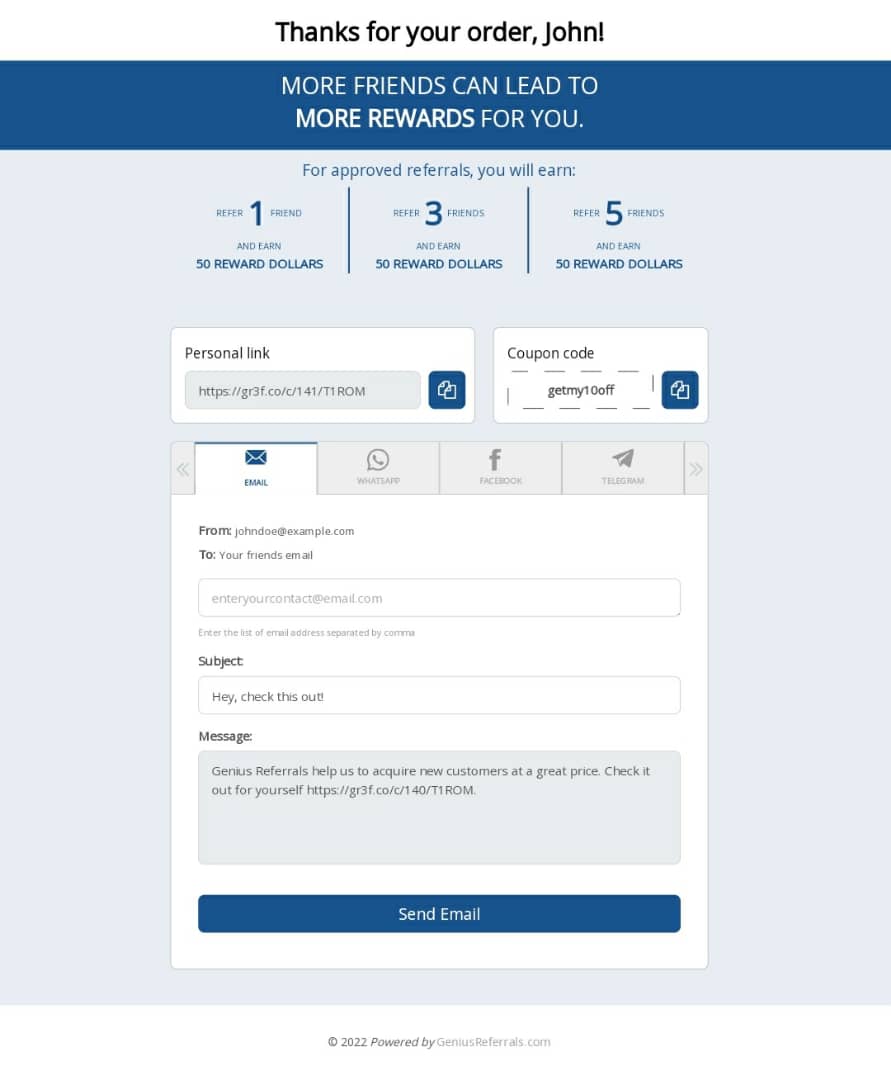 Thanks for your order, John!
MORE FRIENDS CAN LEAD TO
MORE REWARDS FOR YOU.
For approved referrals, you will earn:
REFER 1 FRIEND
AND EARN
50 REWARD DOLLARS
REFER 3 FRIENDS
AND EARN
50 REWARD DOLLARS
REFER 5 FRIENDS
AND EARN
50 REWARD DOLLARS
Personal link
https://gr3f.co/c/141/T1ROM
Coupon code
getmy10off
EMAIL
WHATSAPP
FACEBOOK
TELEGRAM
From: johndoe@example.com
To: Your friends email
enteryourcontact@email.com
Enter the list of email address separated by comma
Subject:
Hey, check this out!
Message:
Genius Referrals help us to acquire new customers at a great price. Check it
out for yourself https://gr3f.co/c/140/T1ROM.
Send Email
© 2022 Powered by GeniusReferrals.com